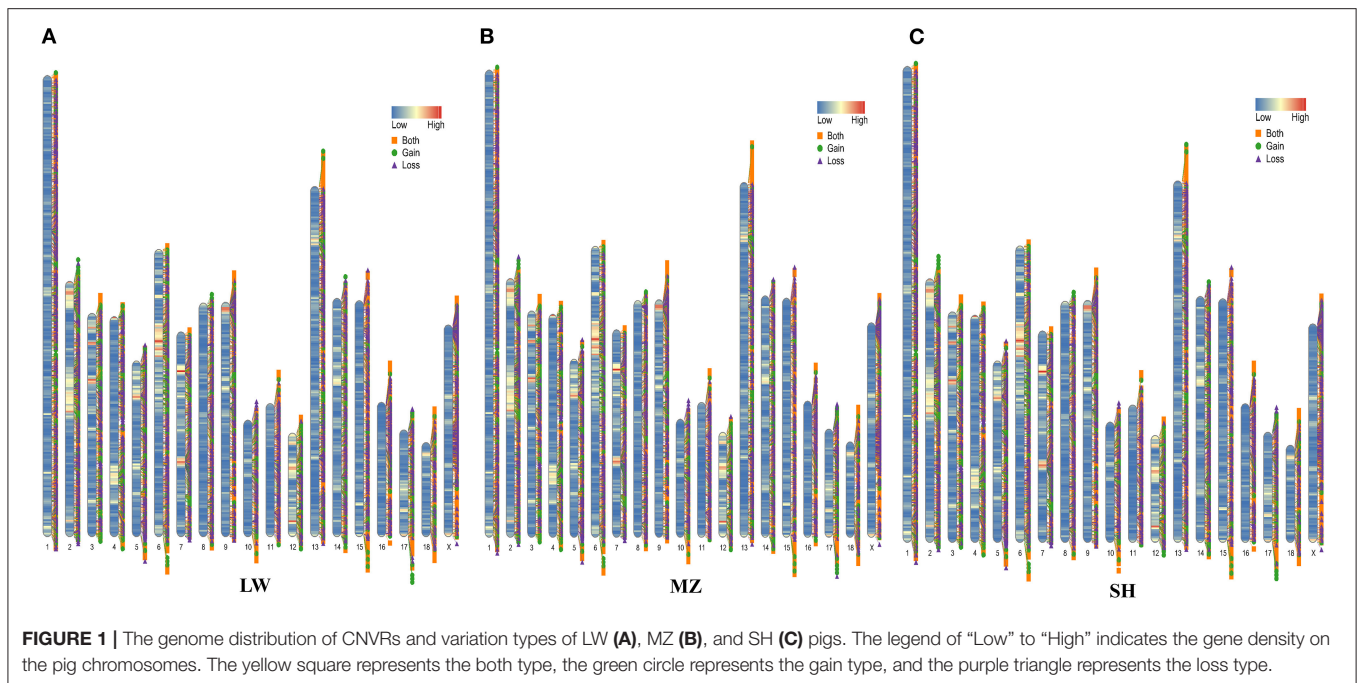 A
B
C
Low High
Both
Gain
Loss
Low High
Both
Gain
Loss
Low High
Both
Gain
Loss
1 2 3 4 5 6 7 8 9 10 11 12 13 14 15 16 17 18 X
1 2 3 4 5 6 7 8 9 10 11 12 13 14 15 16 17 18 X
1 2 3 4 5 6 7 8 9 10 11 12 13 14 15 16 17 18 X
LW
MZ
SH
FIGURE 1 | The genome distribution of CNVRs and variation types of LW (A), MZ (B), and SH (C) pigs. The legend of “Low” to “High” indicates the gene density on
the pig chromosomes. The yellow square represents the both type, the green circle represents the gain type, and the purple triangle represents the loss type.